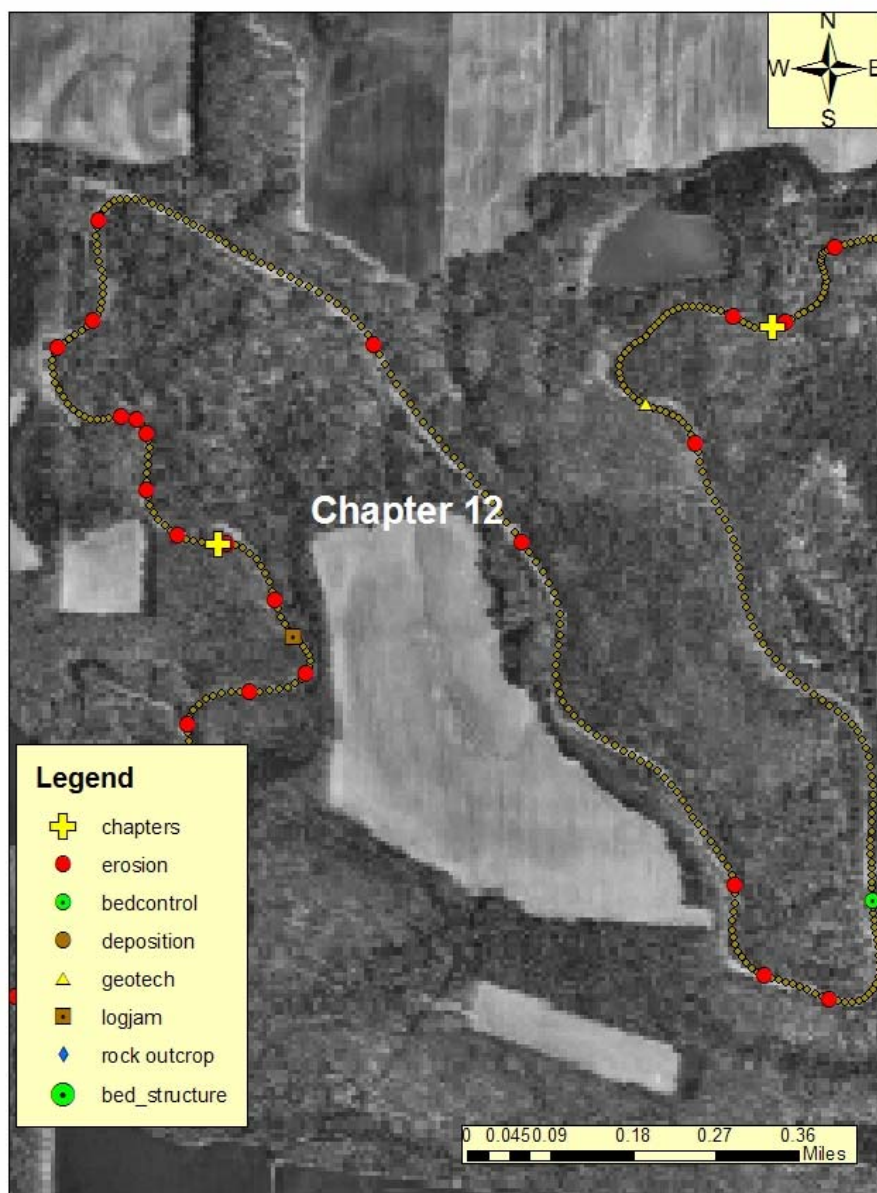 N
W E
S
Chapter 12
Legend
chapters
erosion
bedcontrol
deposition
geotech
logjam
rock outcrop
bed_structure
0 0.045 0.09 0.18 0.27 0.36
Miles